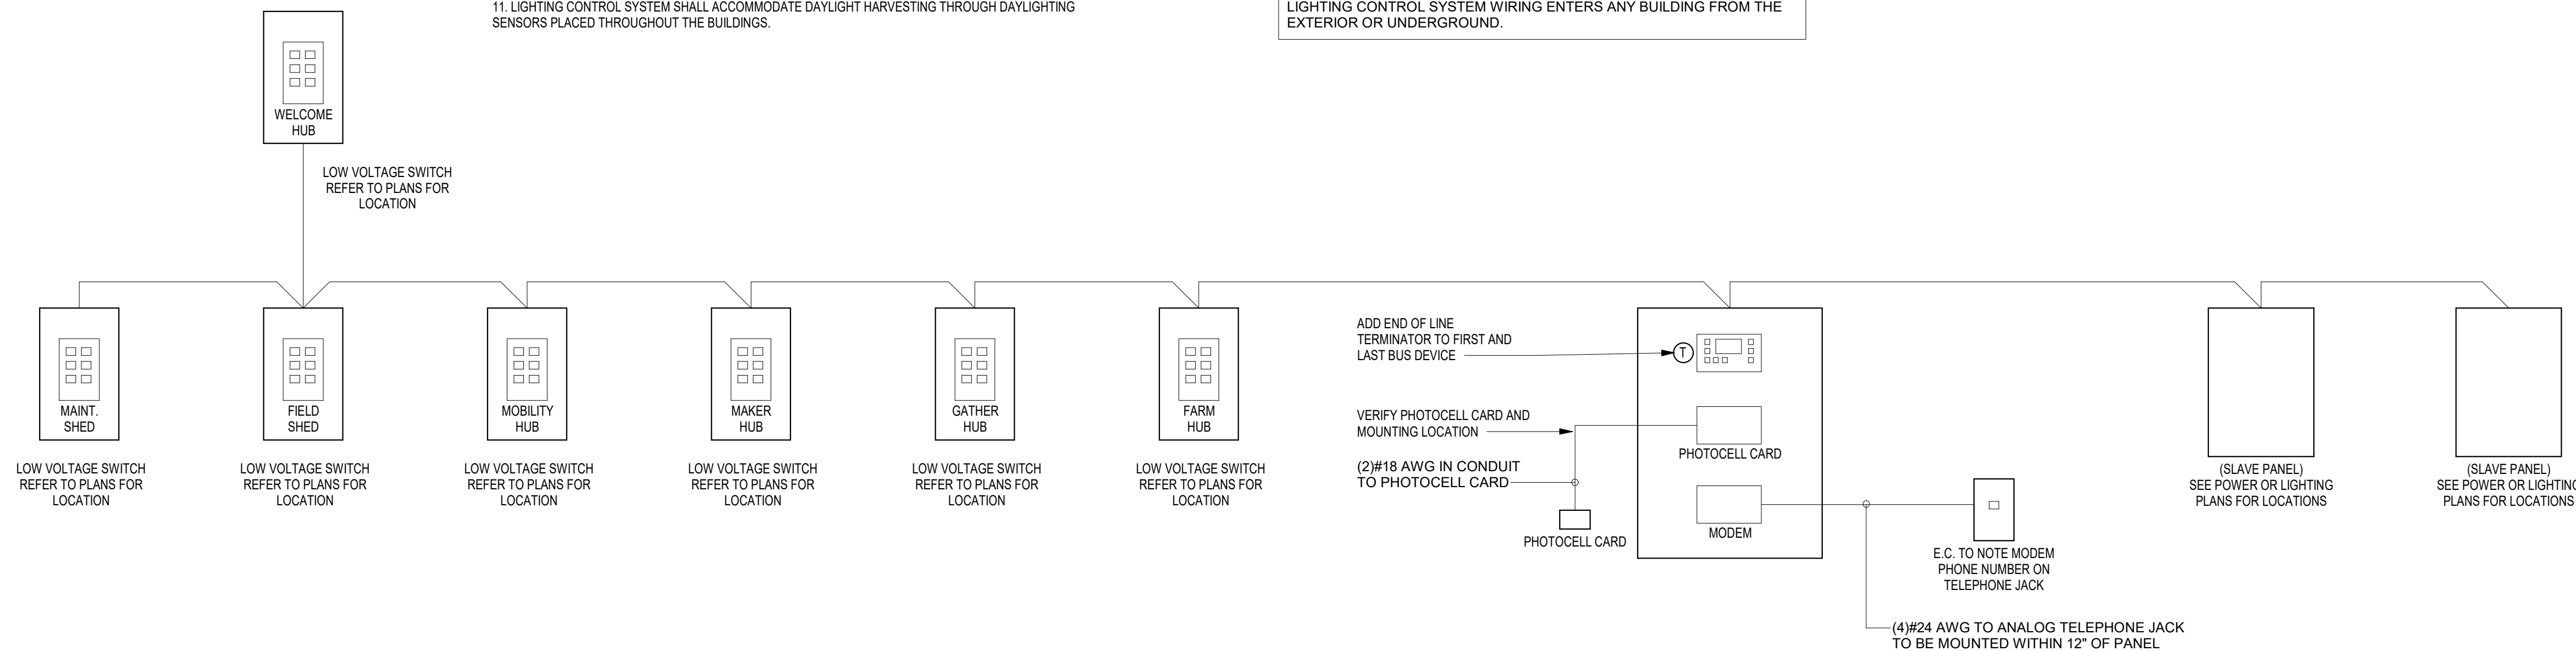 11. LIGHTING CONTROL SYSTEM SHALL ACCOMMODATE DAYLIGHT HARVESTING THROUGH DAYLIGHTING
SENSORS PLACED THROUGHOUT THE BUILDINGS.
LIGHTING CONTROL SYSTEM WIRING ENTERS ANY BUILDING FROM THE
EXTERIOR OR UNDERGROUND.
WELCOME
HUB
LOW VOLTAGE SWITCH
REFER TO PLANS FOR
LOCATION
MAINT.
SHED
LOW VOLTAGE SWITCH
REFER TO PLANS FOR
LOCATION
FIELD
SHED
LOW VOLTAGE SWITCH
REFER TO PLANS FOR
LOCATION
MOBILITY
HUB
LOW VOLTAGE SWITCH
REFER TO PLANS FOR
LOCATION
MAKER
HUB
LOW VOLTAGE SWITCH
REFER TO PLANS FOR
LOCATION
GATHER
HUB
LOW VOLTAGE SWITCH
REFER TO PLANS FOR
LOCATION
FARM
HUB
LOW VOLTAGE SWITCH
REFER TO PLANS FOR
LOCATION
ADD END OF LINE
TERMINATOR TO FIRST AND
LAST BUS DEVICE
T
VERIFY PHOTOCELL CARD AND
MOUNTING LOCATION
(2)#18 AWG IN CONDUIT
TO PHOTOCELL CARD
PHOTOCELL CARD
PHOTOCELL CARD
MODEM
E.C. TO NOTE MODEM
PHONE NUMBER ON
TELEPHONE JACK
(4)#24 AWG TO ANALOG TELEPHONE JACK
TO BE MOUNTED WITHIN 12" OF PANEL
(SLAVE PANEL)
SEE POWER OR LIGHTING
PLANS FOR LOCATIONS
(SLAVE PANEL)
SEE POWER OR LIGHTING
PLANS FOR LOCATIONS